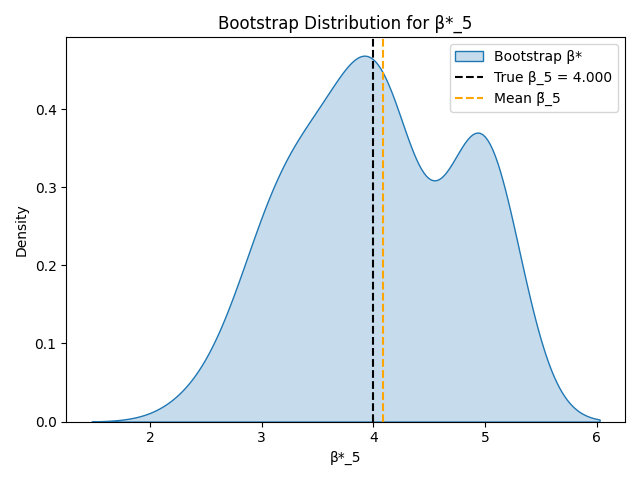 Bootstrap Distribution for β*_5
Bootstrap β*
True β_5 = 4.000
Mean β̂_5
Density
0.4
0.3
0.2
0.1
0.0
2
3
4
5
6
β*_5